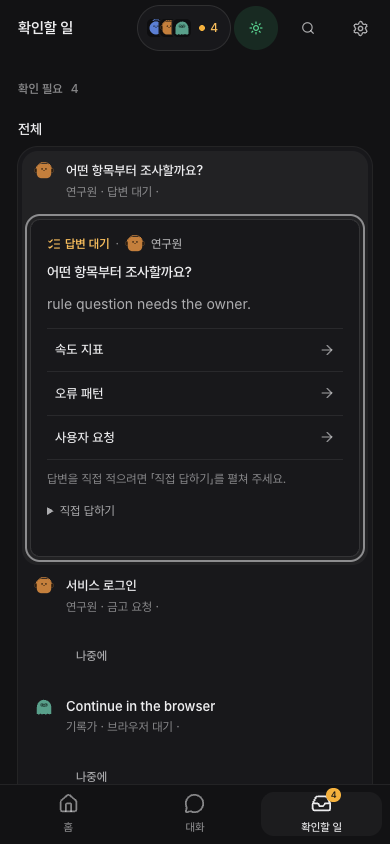 확인할 일
4
확인 필요 4
전체
어떤 항목부터 조사할까요?
연구원 · 답변 대기 ·
답변 대기 · 연구원
어떤 항목부터 조사할까요?
rule question needs the owner.
속도 지표
오류 패턴
사용자 요청
답변을 직접 적으려면 「직접 답하기」를 펼쳐 주세요.
직접 답하기
서비스 로그인
연구원 · 금고 요청 ·
나중에
Continue in the browser
기록가 · 브라우저 대기 ·
나중에
4
홈 대화 확인할 일